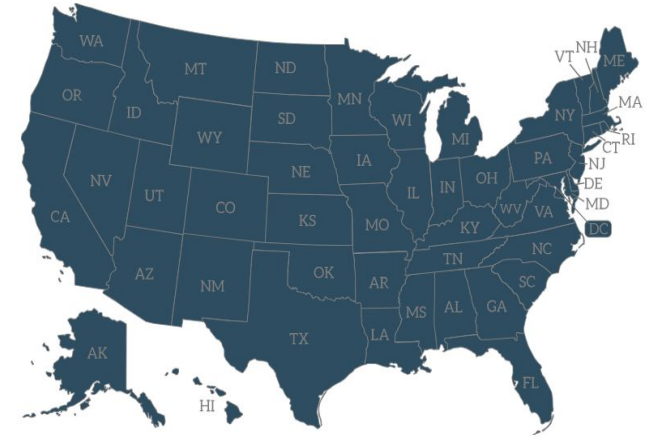 WA
MT
ND
MN
OR
ID
WY
SD
WI
MI
VT
NH
ME
NY
MA
RI
CT
NV
UT
CO
NE
IA
IL
IN
OH
PA
NJ
DE
MD
DC
CA
AZ
NM
KS
MO
KY
WV
VA
OK
AR
TN
NC
TX
LA
MS
AL
GA
SC
FL
AK
HI